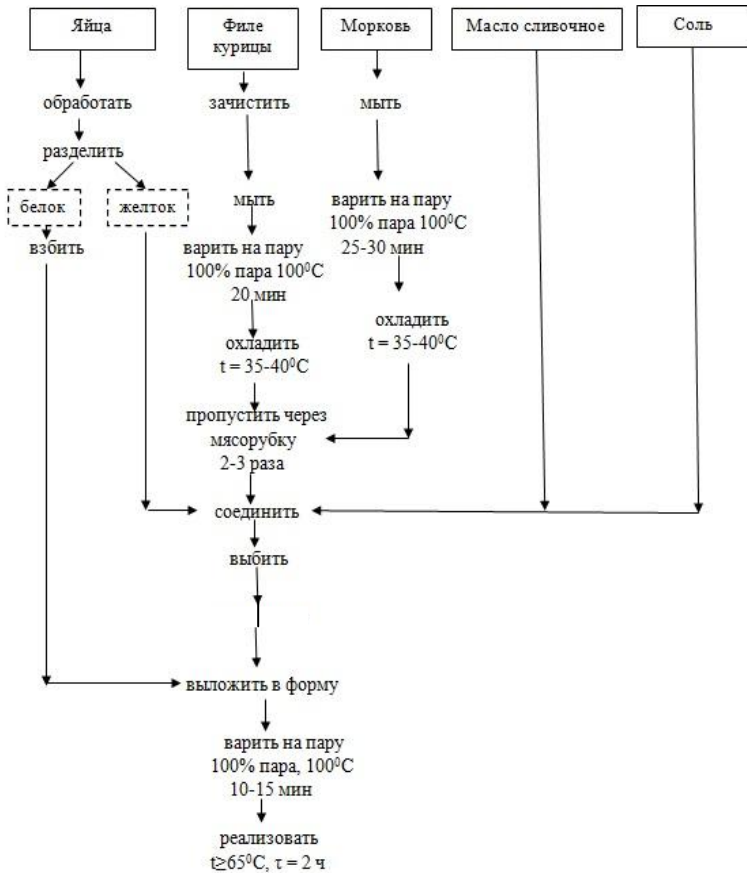 Яйца
Филе
курицы
Морковь
Масло сливочное
Соль
обработать
зачистить
мыть
разделить
белок
желток
мыть
варить на пару
100% пара 100⁰С
25-30 мин
взбить
варить на пару
100% пара 100⁰С
20 мин
охладить
t = 35-40⁰С
охладить
t = 35-40⁰С
пропустить через
мясорубку
2-3 раза
соединить
выбить
выложить в форму
варить на пару
100% пара, 100⁰С
10-15 мин
реализовать
t≥65⁰С, τ = 2 ч